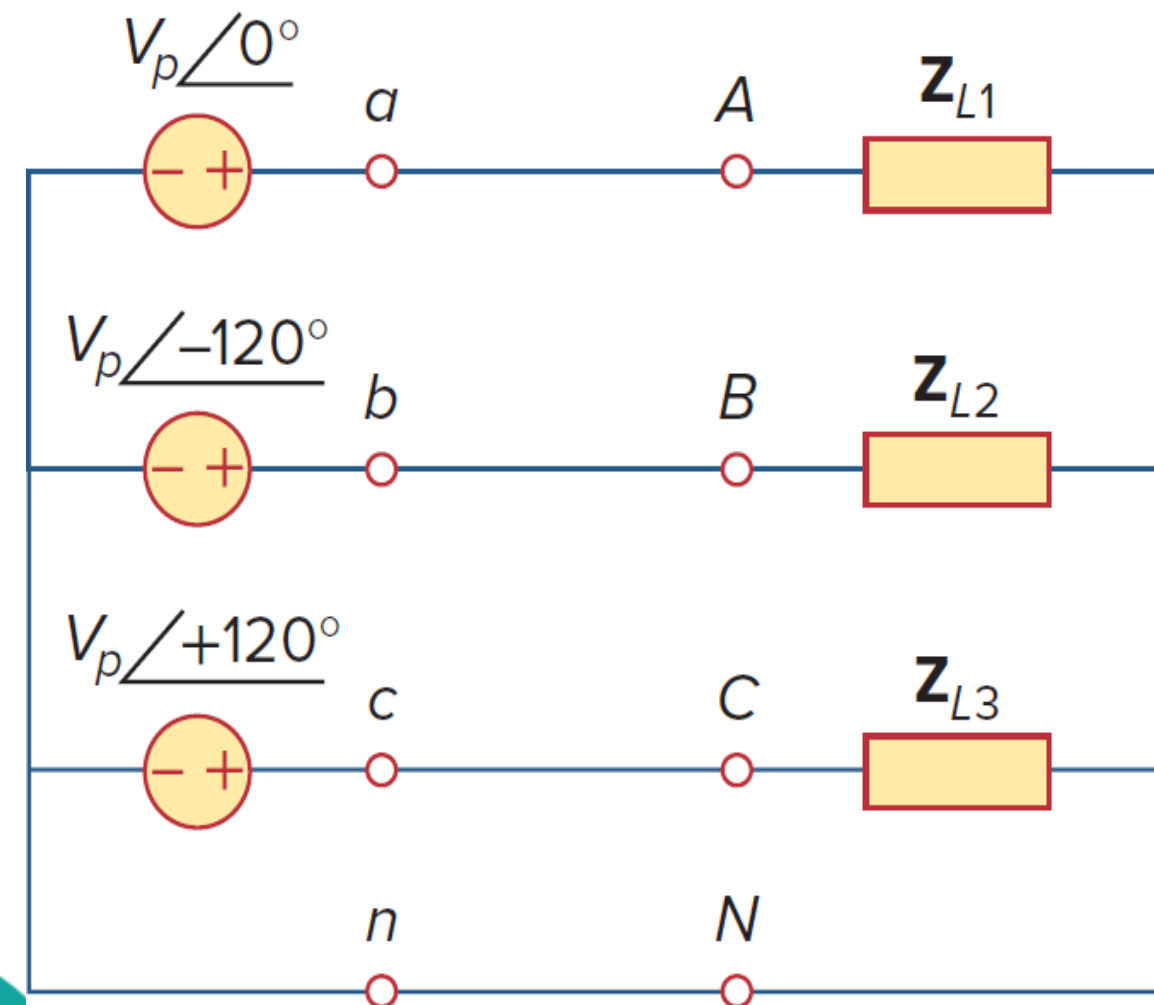 Vp∠0°
a A ZL1
− +
Vp∠–120°
b B ZL2
− +
Vp∠+120°
c C ZL3
− +
n N